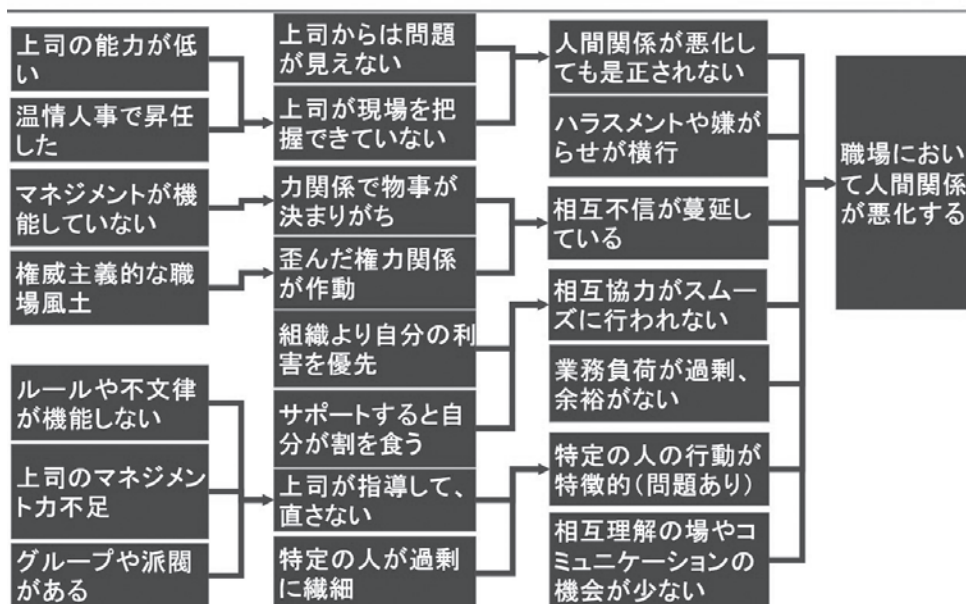 上司の能力が低
い
温情人事で昇任
した
マネジメントが機
能していない
権威主義的な職
場風土
ルールや不文律
が機能しない
上司のマネジメン
ト力不足
グループや派閥
がある
上司からは問題
が見えない
上司が現場を把
握できていない
力関係で物事が
決まりがち
歪んだ権力関係
が作動
組織より自分の利
害を優先
サポートすると自
分が割を食う
上司が指導して、
直さない
特定の人が過剰
に繊細
人間関係が悪化し
ても是正されない
ハラスメントや嫌が
らせが横行
相互不信が蔓延し
ている
相互協力がスムー
ズに行われない
業務負荷が過剰、
余裕がない
特定の人の行動が
特徴的(問題あり)
相互理解の場やコ
ミュニケーションの
機会が少ない
職場におい
て人間関係
が悪化する